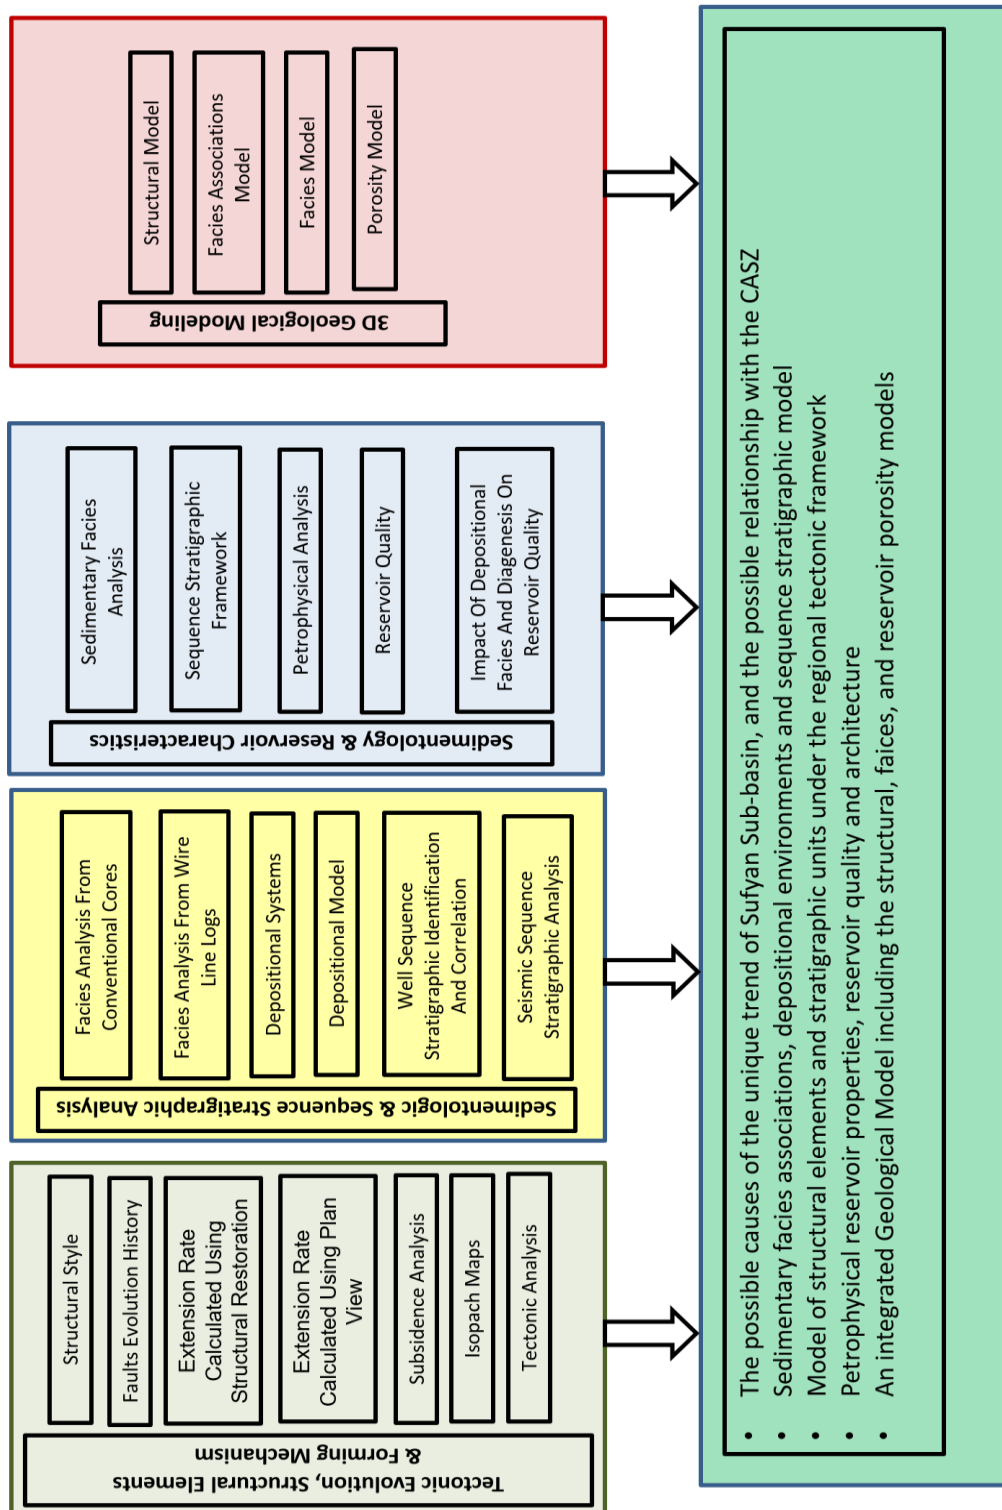 Tectonic Evolution, Structural Elements
& Forming Mechanism
Structural Style
Faults Evolution History
Extension Rate
Calculated Using
Structural Restoration
Extension Rate
Calculated Using Plan
View
Subsidence Analysis
Isopach Maps
Tectonic Analysis
Sedimentologic & Sequence Stratigraphic Analysis
Facies Analysis From
Conventional Cores
Facies Analysis From Wire
Line Logs
Depositional Systems
Depositional Model
Well Sequence
Stratigraphic Identification
And Correlation
Seismic Sequence
Stratigraphic Analysis
Sedimentology & Reservoir Characteristics
Sedimentary Facies
Analysis
Sequence Stratigraphic
Framework
Petrophysical Analysis
Reservoir Quality
Impact Of Depositional
Facies And Diagenesis On
Reservoir Quality
3D Geological Modeling
Structural Model
Facies Associations
Model
Facies Model
Porosity Model
• The possible causes of the unique trend of Sufyan Sub-basin, and the possible relationship with the CASZ
• Sedimentary facies associations, depositional environments and sequence stratigraphic model
• Model of structural elements and stratigraphic units under the regional tectonic framework
• Petrophysical reservoir properties, reservoir quality and architecture
• An integrated Geological Model including the structural, faices, and reservoir porosity models